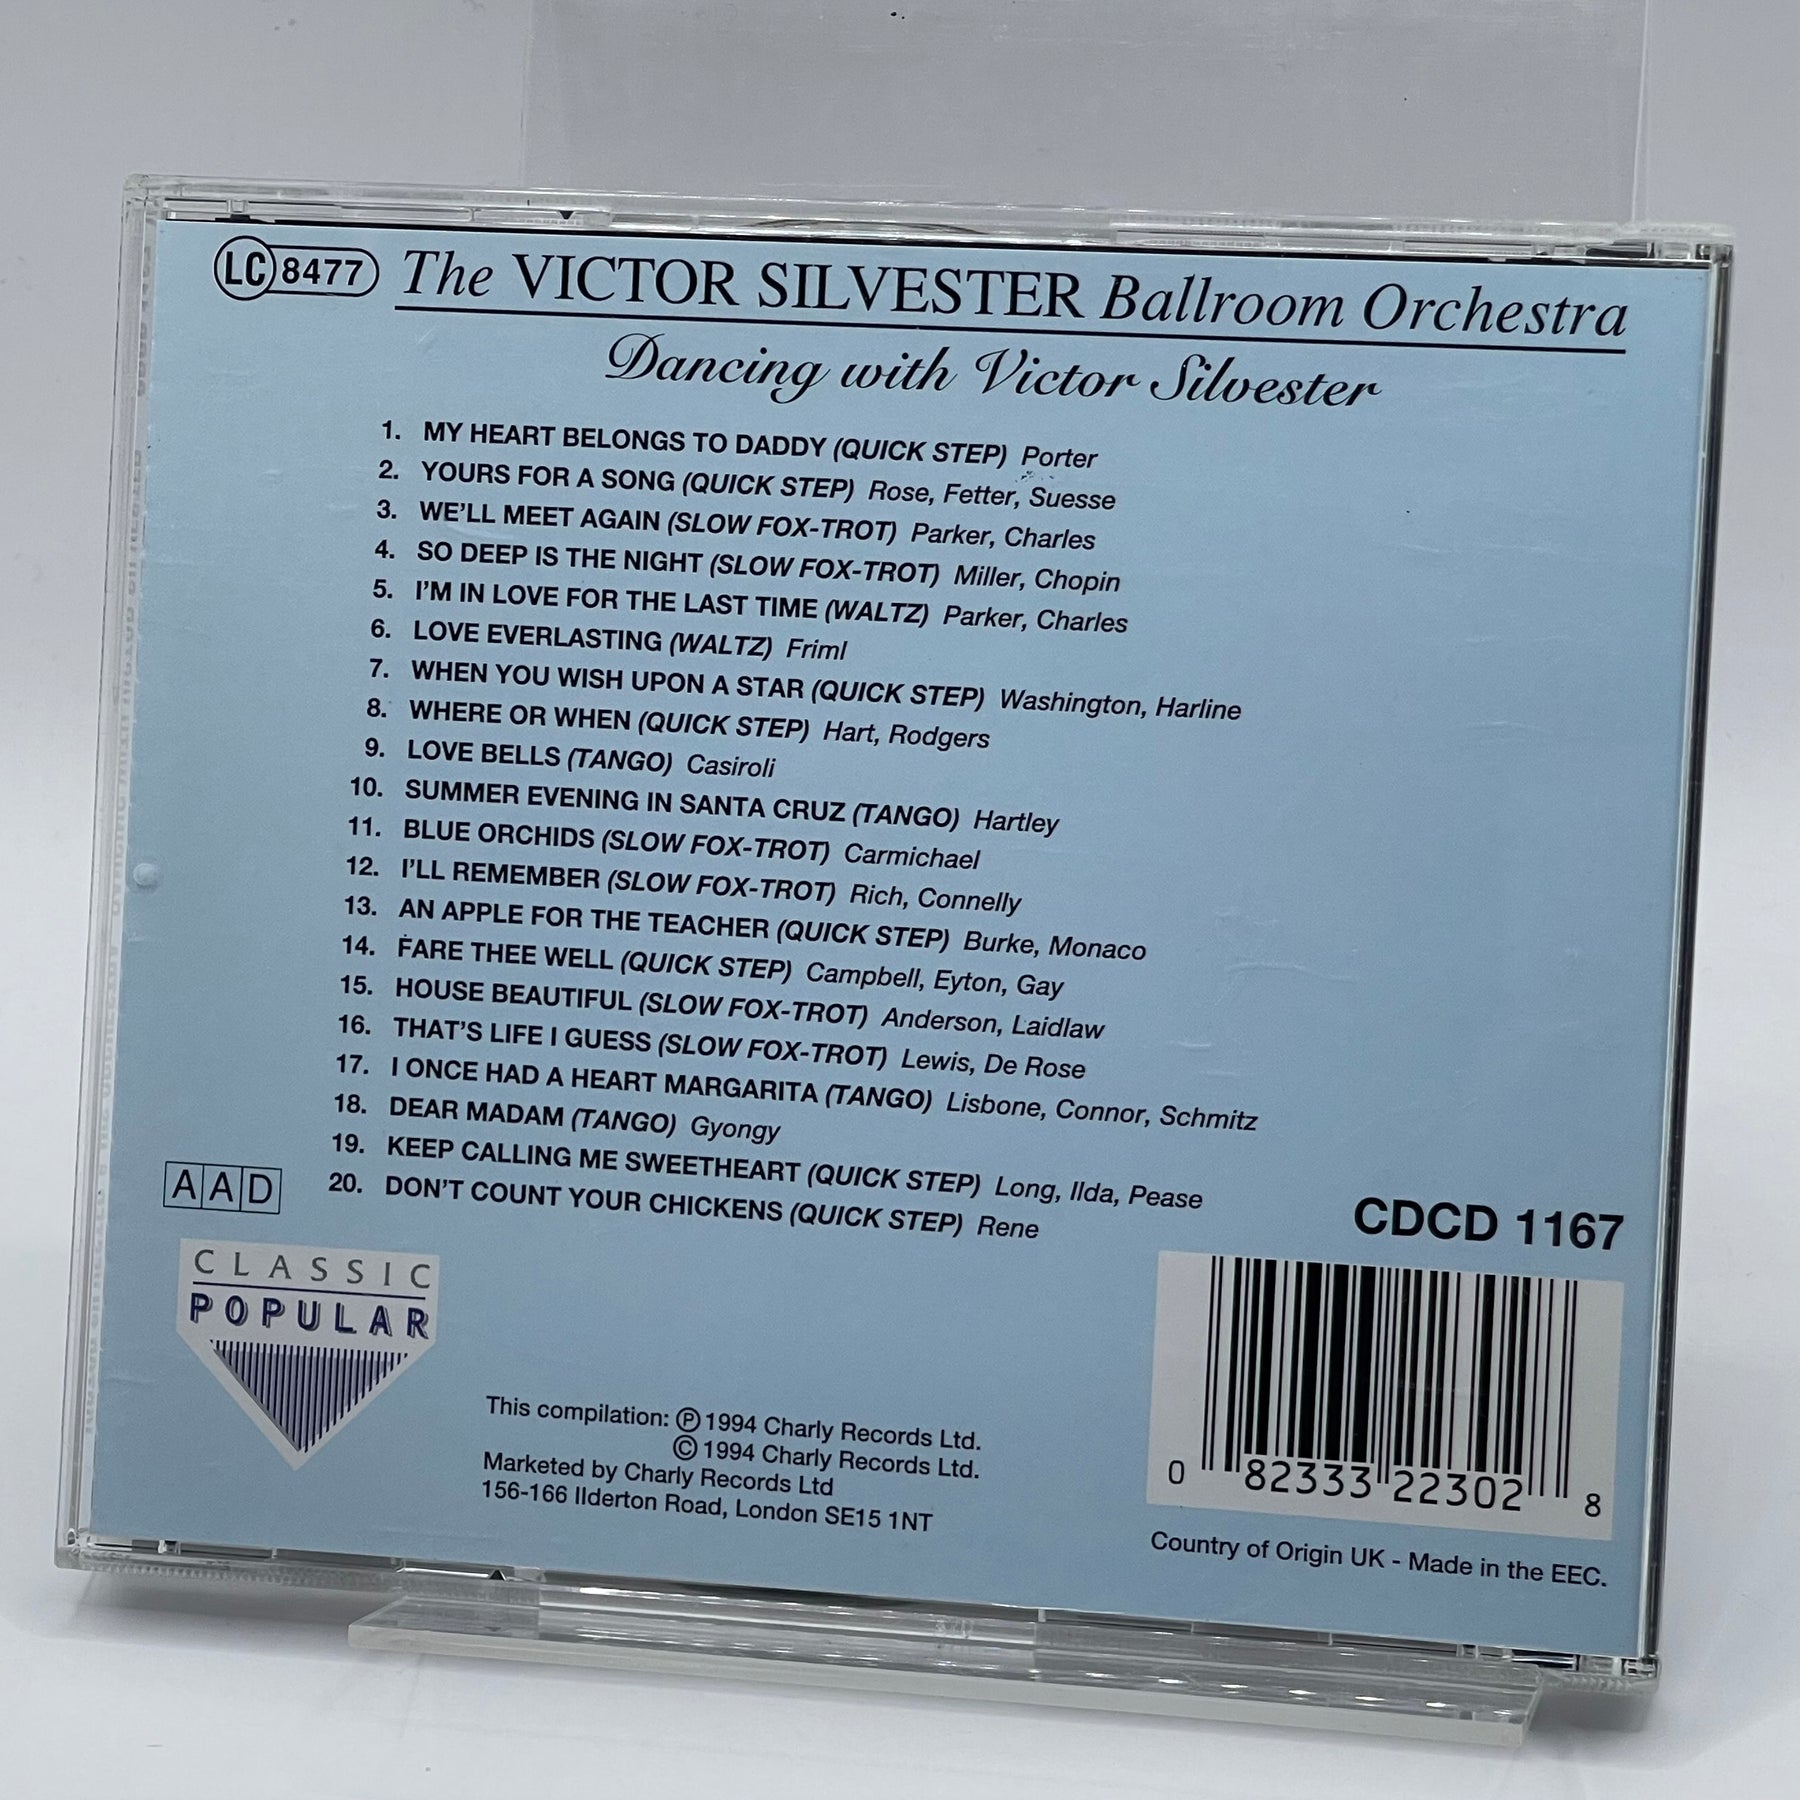 LC 8477 The VICTOR SILVESTER Ballroom Orchestra
Dancing with Victor Silvester
1. MY HEART BELONGS TO DADDY (QUICK STEP) Porter
2. YOURS FOR A SONG (QUICK STEP) Rose, Fetter, Suesse
3. WE'LL MEET AGAIN (SLOW FOX-TROT) Parker, Charles
4. SO DEEP IS THE NIGHT (SLOW FOX-TROT) Miller, Chopin
5. I'M IN LOVE FOR THE LAST TIME (WALTZ) Parker, Charles
6. LOVE EVERLASTING (WALTZ) Friml
7. WHEN YOU WISH UPON A STAR (QUICK STEP) Washington, Harline
8. WHERE OR WHEN (QUICK STEP) Hart, Rodgers
9. LOVE BELLS (TANGO) Casiroli
10. SUMMER EVENING IN SANTA CRUZ (TANGO) Hartley
11. BLUE ORCHIDS (SLOW FOX-TROT) Carmichael
12. I'LL REMEMBER (SLOW FOX-TROT) Rich, Connelly
13. AN APPLE FOR THE TEACHER (QUICK STEP) Burke, Monaco
14. FARE THEE WELL (QUICK STEP) Campbell, Eyton, Gay
15. HOUSE BEAUTIFUL (SLOW FOX-TROT) Anderson, Laidlaw
16. THAT'S LIFE I GUESS (SLOW FOX-TROT) Lewis, De Rose
17. I ONCE HAD A HEART MARGARITA (TANGO) Lisbone, Connor, Schmitz
18. DEAR MADAM (TANGO) Gyongy
19. KEEP CALLING ME SWEETHEART (QUICK STEP) Long, Ilda, Pease
20. DON'T COUNT YOUR CHICKENS (QUICK STEP) Rene
AAD
CDCD 1167
CLASSIC
POPULAR
This compilation: ℗ 1994 Charly Records Ltd.
© 1994 Charly Records Ltd.
Marketed by Charly Records Ltd
156-166 Ilderton Road, London SE15 1NT
0 82333 22302 8
Country of Origin UK - Made in the EEC.